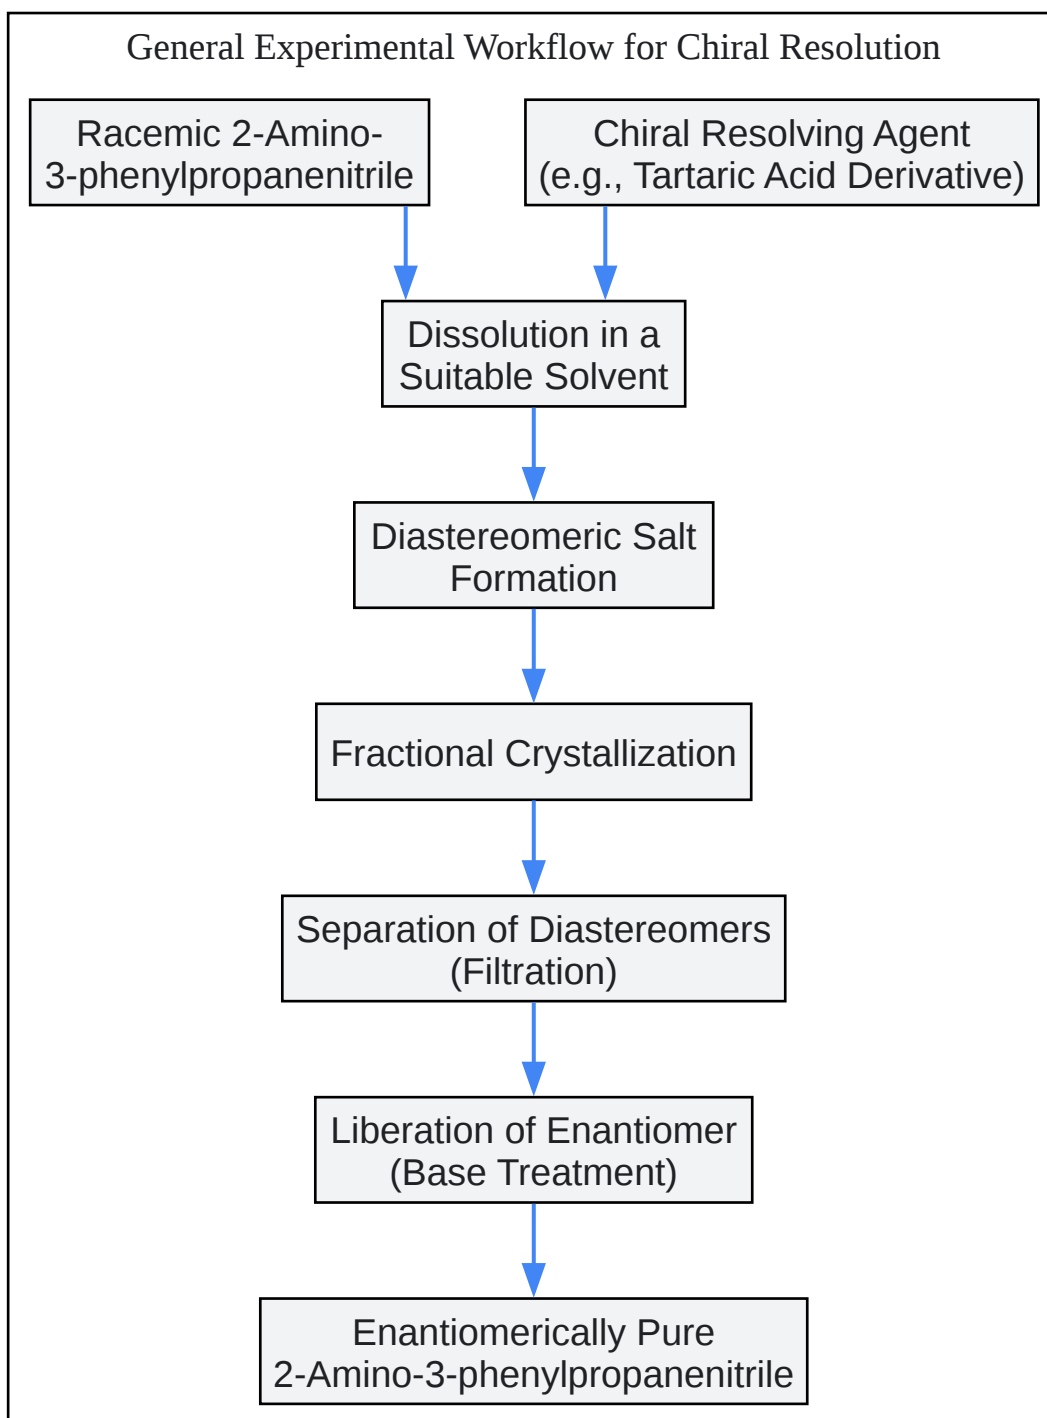 General Experimental Workflow for Chiral Resolution
Racemic 2-Amino-
3-phenylpropanenitrile
Chiral Resolving Agent
(e.g., Tartaric Acid Derivative)
Dissolution in a
Suitable Solvent
Diastereomeric Salt
Formation
Fractional Crystallization
Separation of Diastereomers
(Filtration)
Liberation of Enantiomer
(Base Treatment)
Enantiomerically Pure
2-Amino-3-phenylpropanenitrile